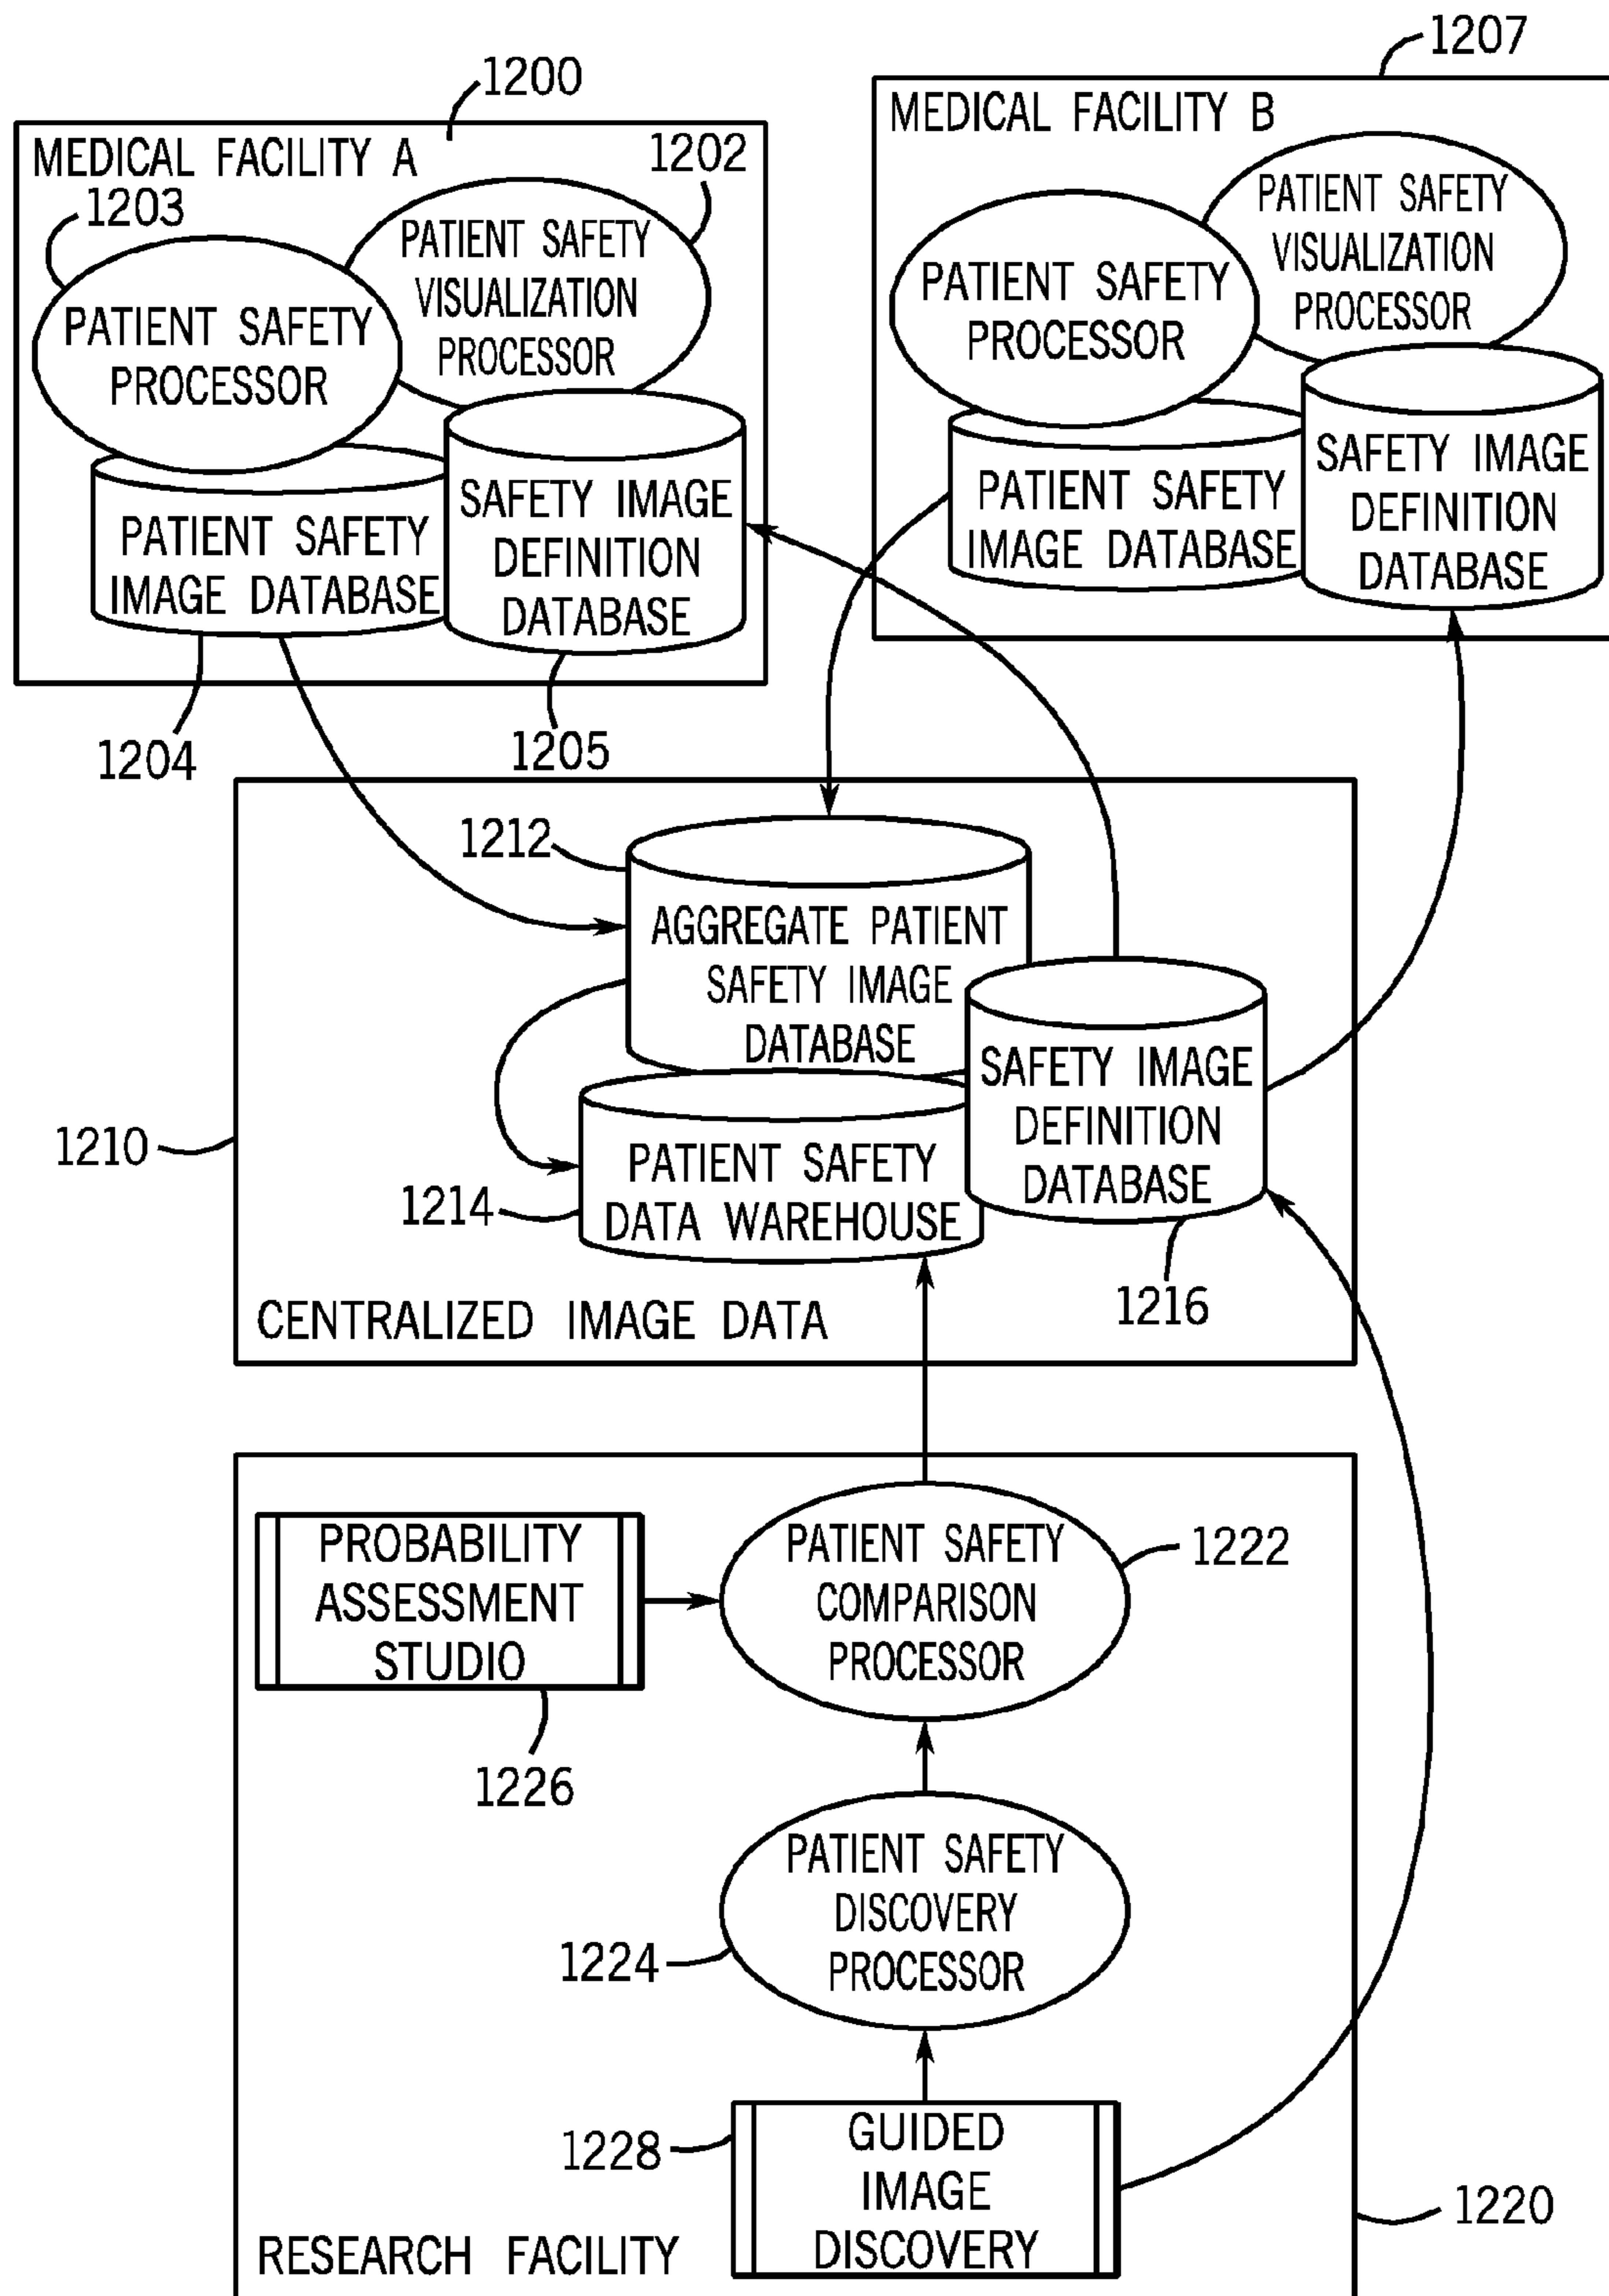 1207
1200
MEDICAL FACILITY B
MEDICAL FACILITY A
1202
1203
PATIENT SAFETY
VISUALIZATION
PROCESSOR
PATIENT SAFETY
PROCESSOR
PATIENT SAFETY
IMAGE DATABASE
SAFETY IMAGE
DEFINITION
DATABASE
1204
1205
PATIENT SAFETY
VISUALIZATION
PROCESSOR
PATIENT SAFETY
PROCESSOR
PATIENT SAFETY
IMAGE DATABASE
SAFETY IMAGE
DEFINITION
DATABASE
1212
AGGREGATE PATIENT
SAFETY IMAGE
DATABASE
SAFETY IMAGE
DEFINITION
DATABASE
1210
PATIENT SAFETY
DATA WAREHOUSE
1214
1216
CENTRALIZED IMAGE DATA
PROBABILITY
ASSESSMENT
STUDIO
PATIENT SAFETY
COMPARISON
PROCESSOR
1222
1226
PATIENT SAFETY
DISCOVERY
PROCESSOR
1224
GUIDED
IMAGE
DISCOVERY
1228
1220
RESEARCH FACILITY